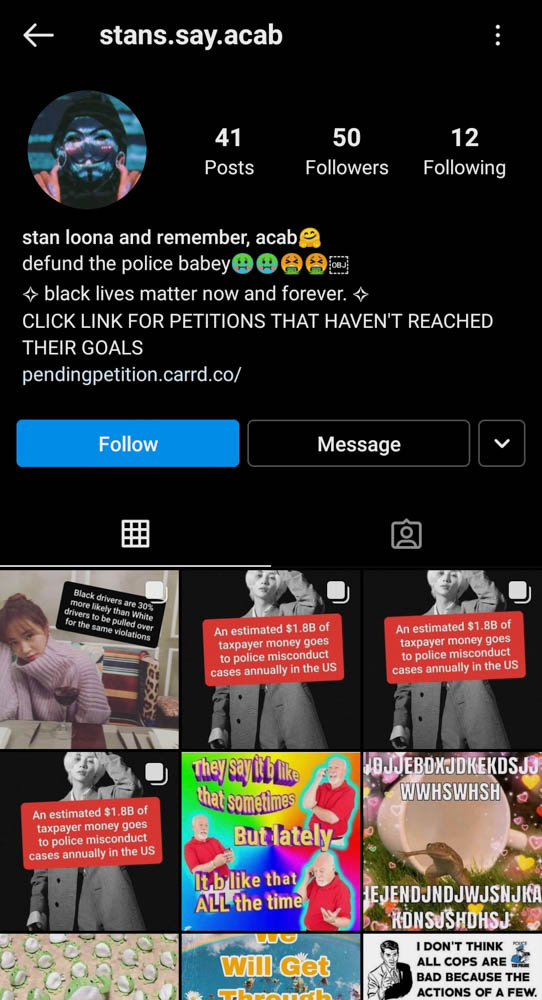 stans.say.acab
41
50
12
Posts
Followers
Following
stan loona and remember, acab🤗
defund the police babey🥶🥶🤮🤮OBJ
✧ black lives matter now and forever. ✧
CLICK LINK FOR PETITIONS THAT HAVEN'T REACHED
THEIR GOALS
pendingpetition.carrd.co/
Follow
Message
Black drivers are 30%
more likely than White
drivers to be pulled over
for the same violations
An estimated $1.8B of
taxpayer money goes
to police misconduct
cases annually in the US
An estimated $1.8B of
taxpayer money goes
to police misconduct
cases annually in the US
An estimated $1.8B of
taxpayer money goes
to police misconduct
cases annually in the US
They say it b like
that sometimes
But lately
It b like that
ALL the time
WWHSWHSH
KDNSJSHDHSJ
We
Will Get
Through
I DON'T THINK
ALL COPS ARE
BAD BECAUSE THE
ACTIONS OF A FEW.